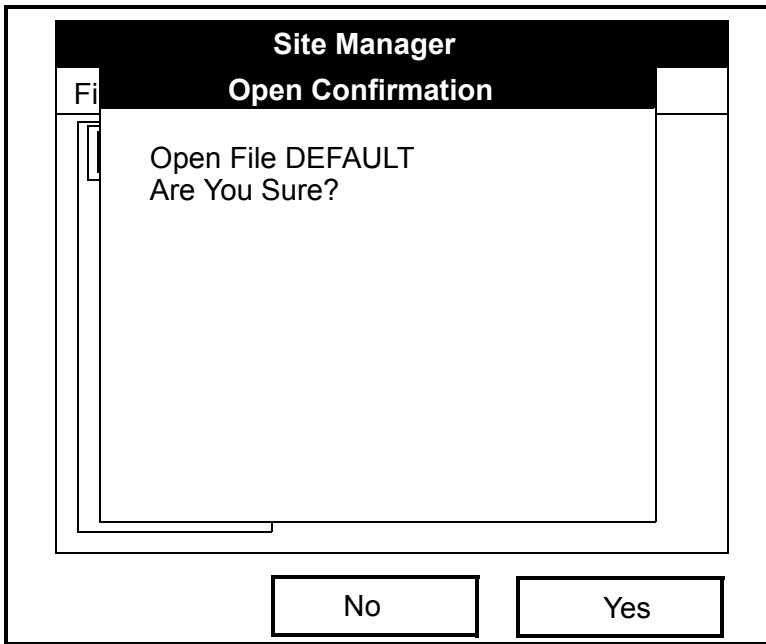 Site Manager
Fi
Open Confirmation
Open File DEFAULT
Are You Sure?
No
Yes